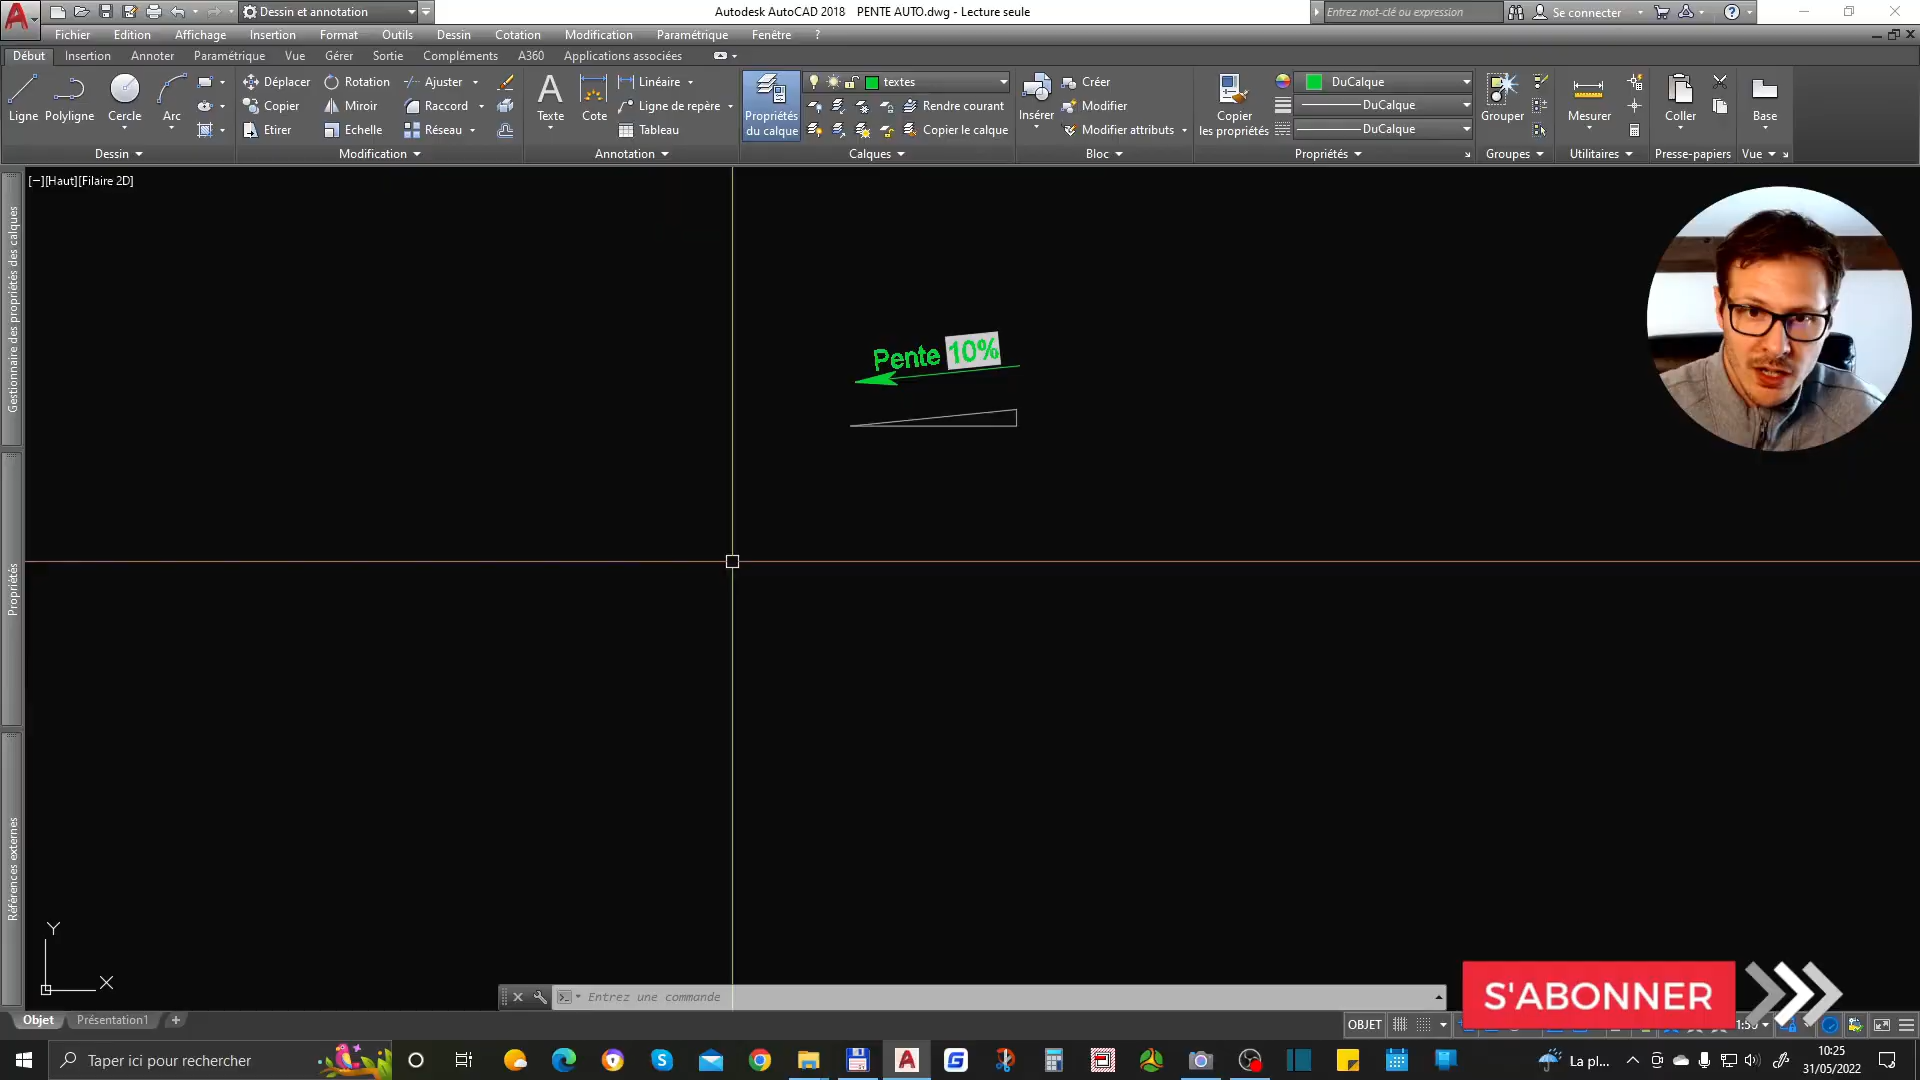 Dessin et annotation
Autodesk AutoCAD 2018 PENTE AUTO.dwg - Lecture seule
Entrez mot-clé ou expression
Se connecter
Fichier Edition Affichage Insertion Format Outils Dessin Cotation Modification Paramétrique Fenêtre ?
Début Insertion Annoter Vue Paramétrique Gérer Sortie Compléments A360 Applications associées
Ligne Polyligne Cercle Arc
Dessin
Déplacer Rotation Ajuster
Copier Miroir Raccord
Etirer Echelle Réseau
Modification
Texte Cote
Linéaire
Ligne de repère
Tableau
Annotation
Propriétés
du calque
textes
Rendre courant
Copier le calque
Calques
Insérer
Créer
Modifier
Modifier attributs
Bloc
Copier
les propriétés
DuCalque
DuCalque
DuCalque
Propriétés
Grouper
Groupes
Mesurer
Utilitaires
Coller
Presse-papiers
Base
Vue
[−][Haut][Filaire 2D]
Gestionnaire des propriétés des calques
Propriétés
Références externes
Pente 10%
Y
X
Entrez une commande
S'ABONNER
Objet Présentation1 +
OBJET
Taper ici pour rechercher
La pl...
10:25
31/05/2022